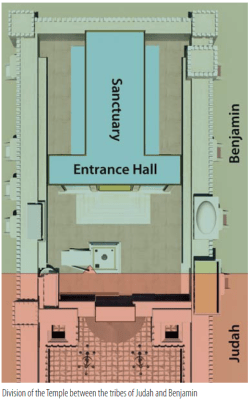 Sanctuary
Entrance Hall
Benjamin
Judah
Division of the Temple between the tribes of Judah and Benjamin